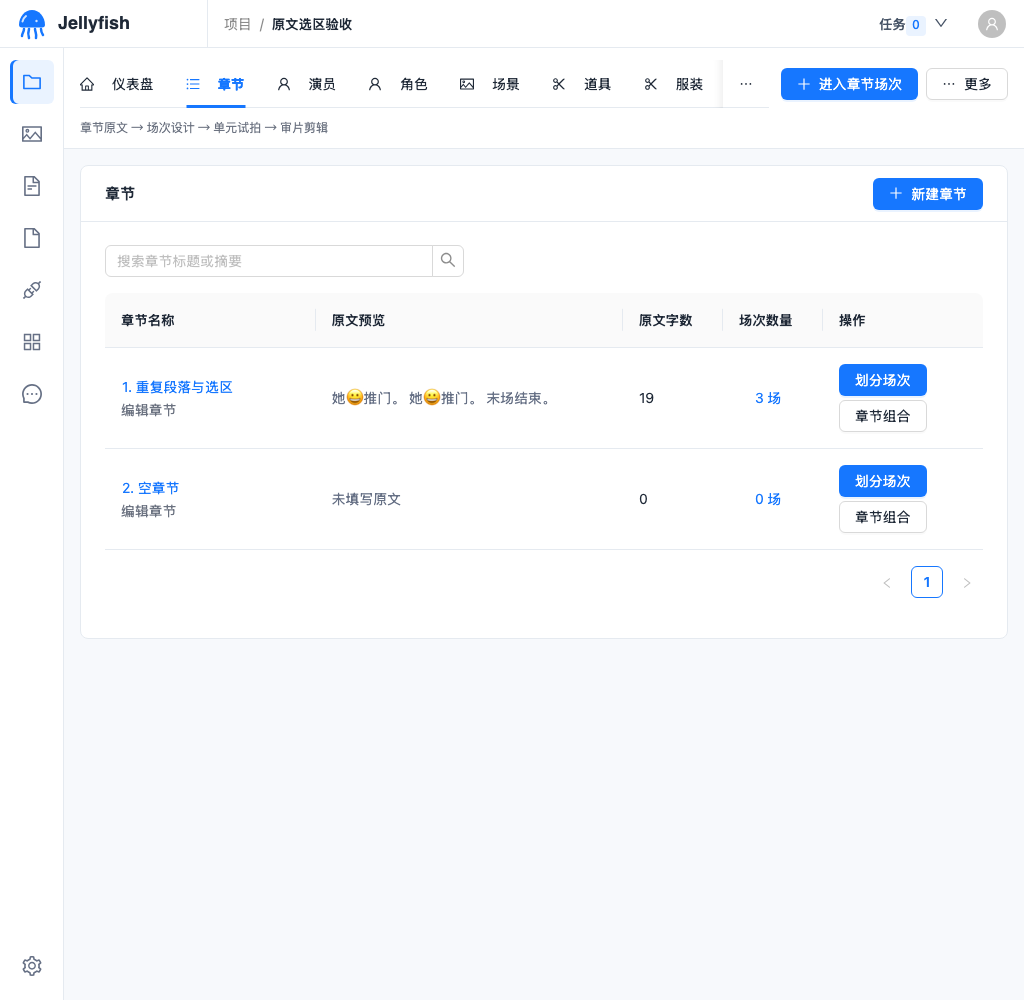 Jellyfish
项目 / 原文选区验收
任务 0
仪表盘 章节 演员 角色 场景 道具 服装 ··· + 进入章节场次 ··· 更多
章节原文 → 场次设计 → 单元试拍 → 审片剪辑
章节
+ 新建章节
搜索章节标题或摘要
章节名称 原文预览 原文字数 场次数量 操作
1. 重复段落与选区
编辑章节
她😀推门。 她😀推门。 末场结束。
19
3 场
划分场次
章节组合
2. 空章节
编辑章节
未填写原文
0
0 场
划分场次
章节组合
< 1 >